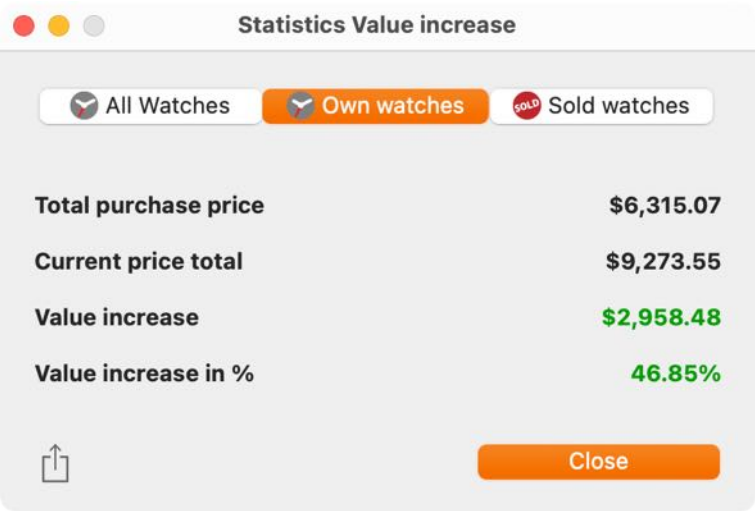 Statistics Value increase
All Watches Own watches SOLD Sold watches
Total purchase price $6,315.07
Current price total $9,273.55
Value increase $2,958.48
Value increase in % 46.85%
Close